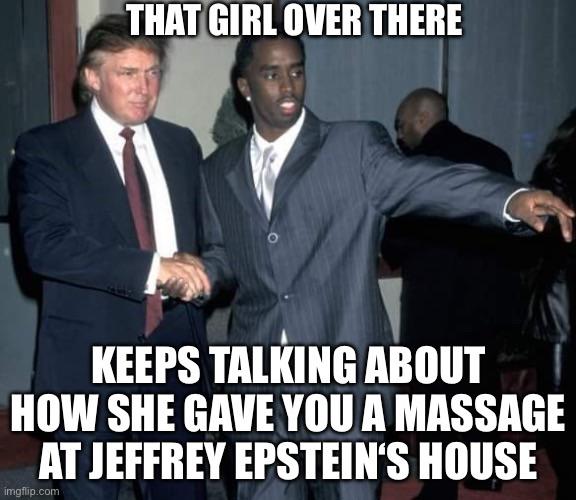 THAT GIRL OVER THERE
KEEPS TALKING ABOUT
HOW SHE GAVE YOU A MASSAGE
AT JEFFREY EPSTEIN‘S HOUSE
imgflip.com